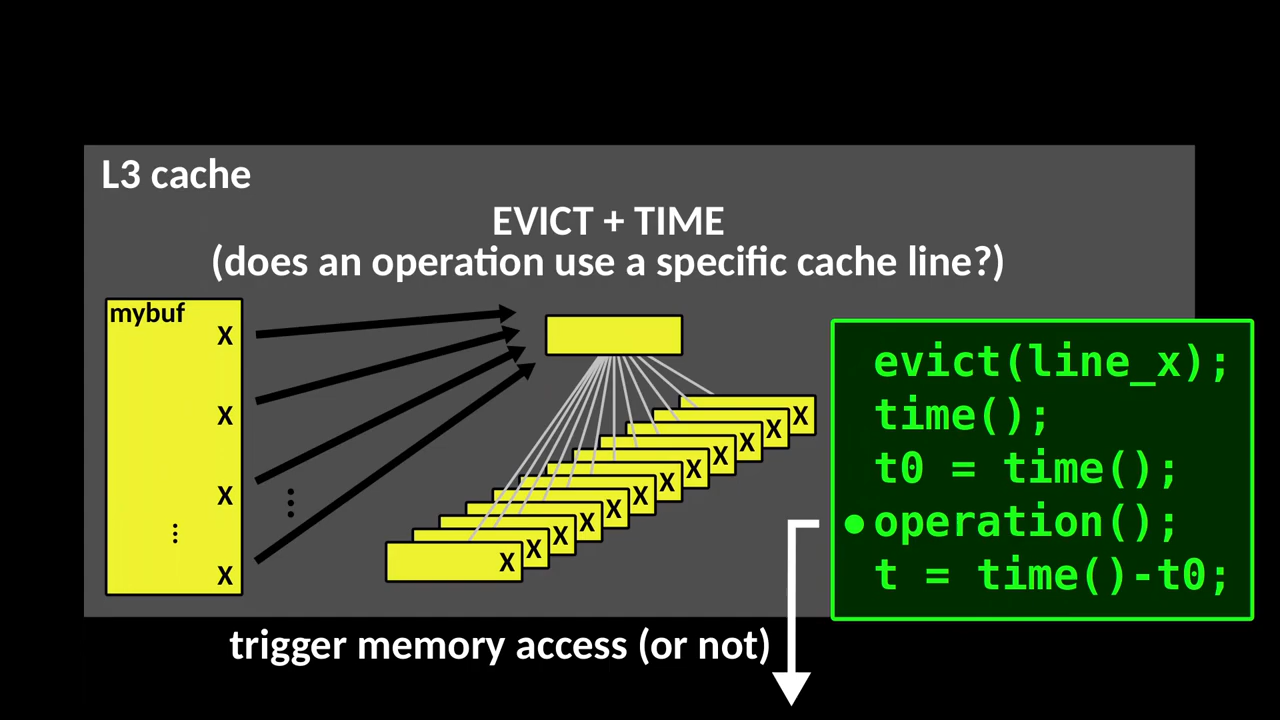 L3 cache
EVICT + TIME
(does an operation use a specific cache line?)
mybuf
X
X
X
⋮
X
⋮
X
X
X
X
X
X
X
X
X
X
X
X
evict(line_x);
time();
t0 = time();
operation();
t = time()-t0;
trigger memory access (or not)